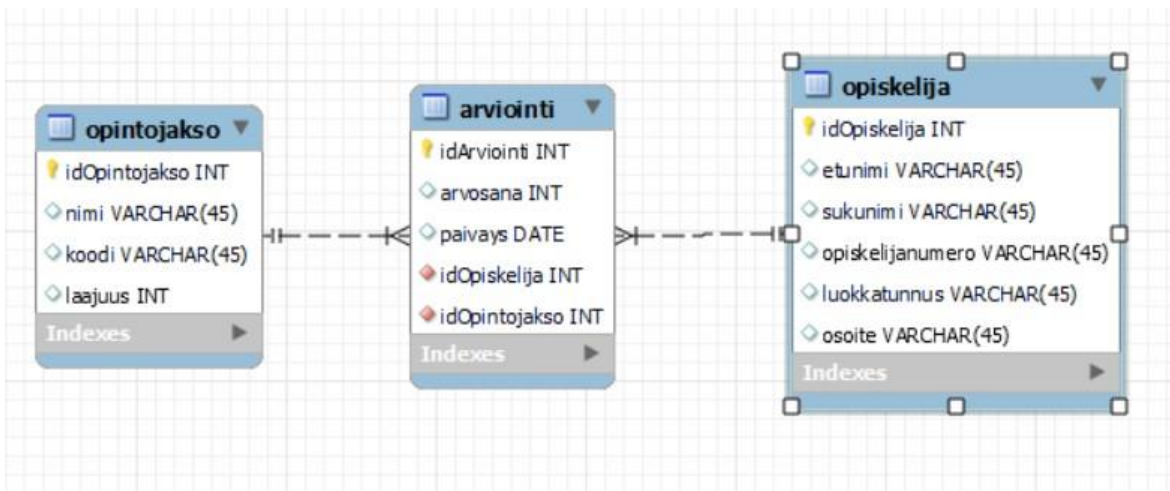 opintojakso
idOpintojakso INT
nimi VARCHAR(45)
koodi VARCHAR(45)
laajuus INT
Indexes
arviointi
idArviointi INT
arvosana INT
paivays DATE
idOpiskelija INT
idOpintojakso INT
Indexes
opiskelija
idOpiskelija INT
etunimi VARCHAR(45)
sukunimi VARCHAR(45)
opiskelijanumero VARCHAR(45)
luokkatunnus VARCHAR(45)
osoite VARCHAR(45)
Indexes